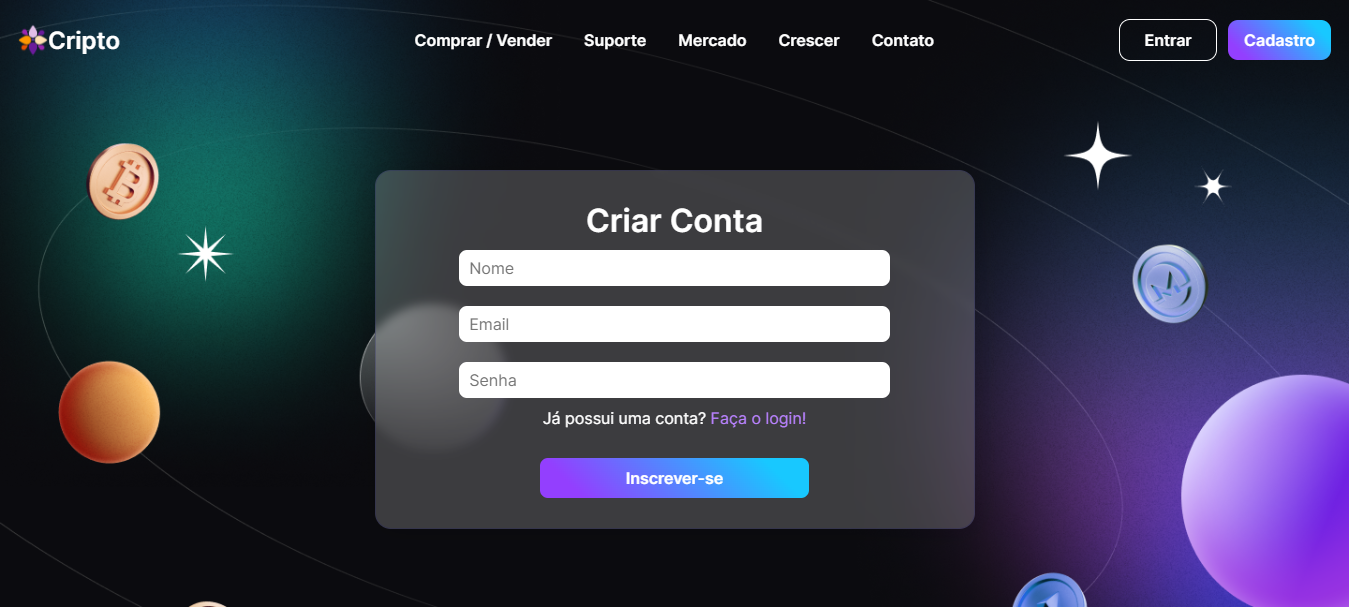 Cripto
Comprar / Vender
Suporte
Mercado
Crescer
Contato
Entrar
Cadastro
Criar Conta
Nome
Email
Senha
Já possui uma conta? Faça o login!
Inscrever-se